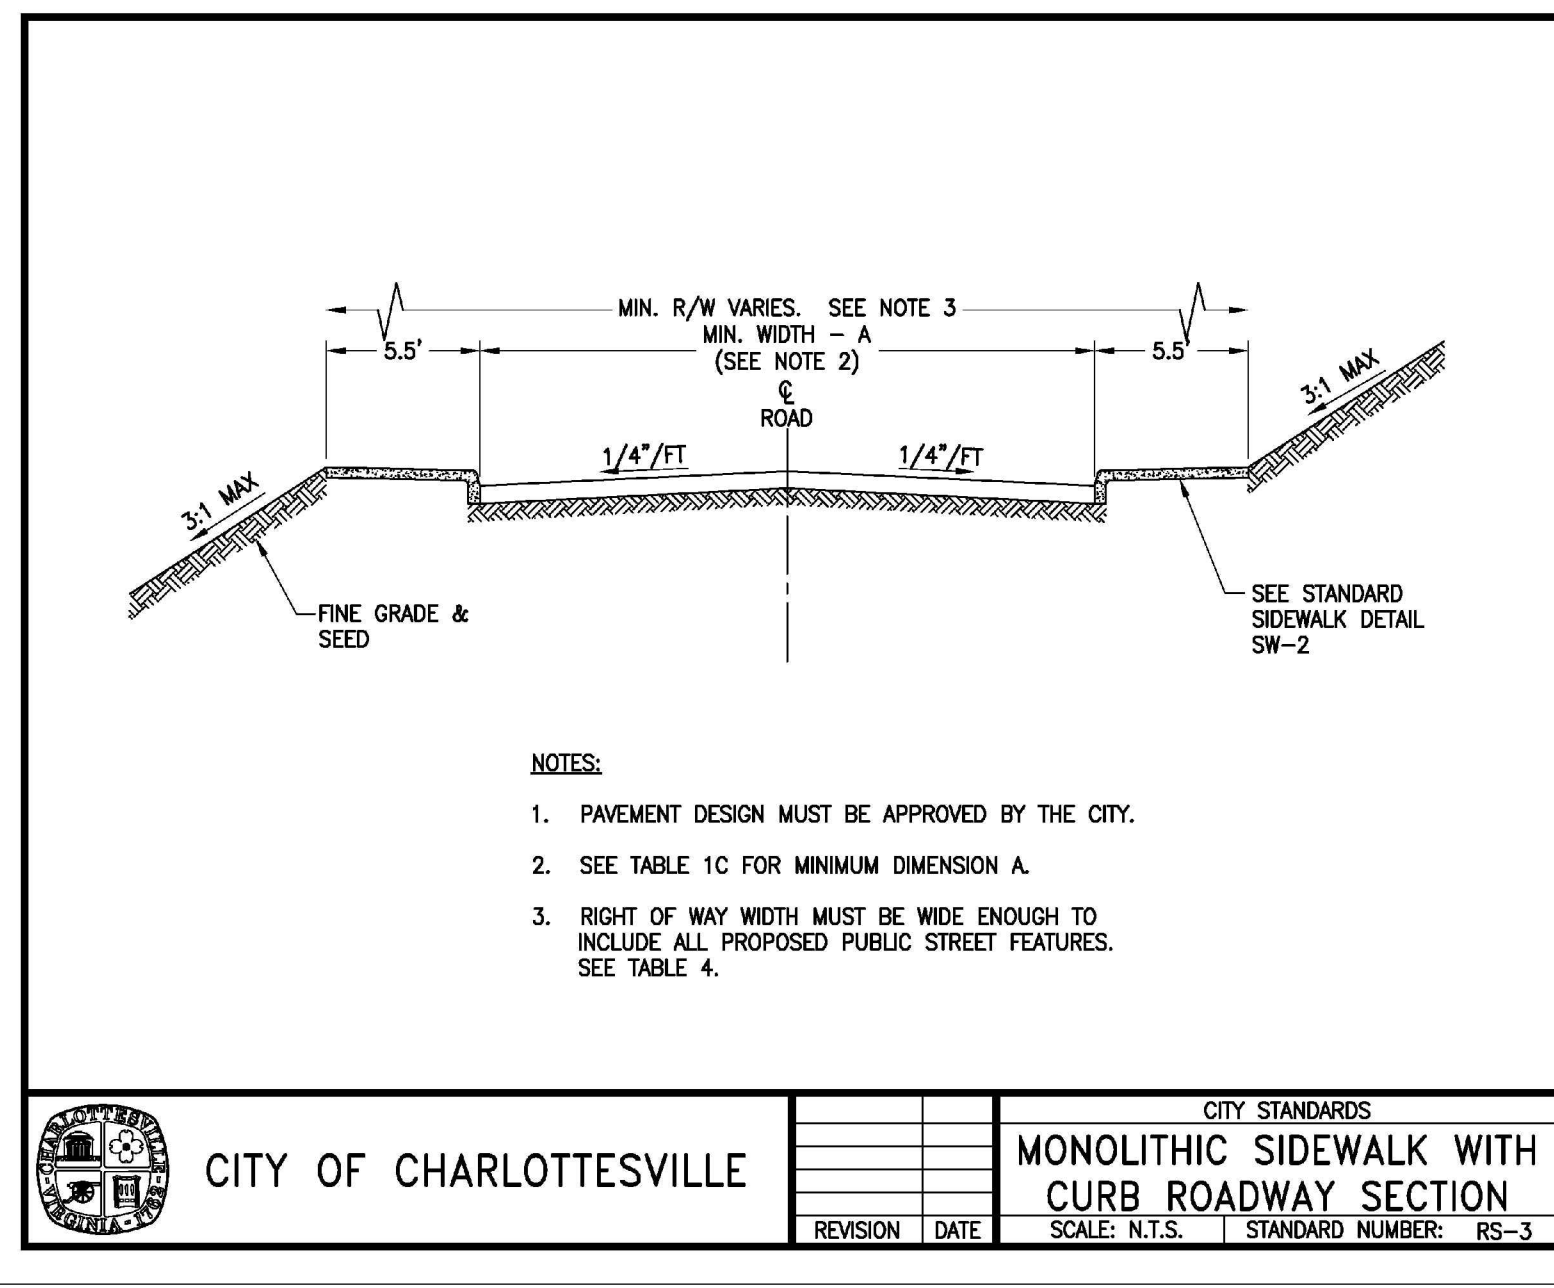 MIN. R/W VARIES. SEE NOTE 3
MIN. WIDTH - A
5.5'
(SEE NOTE 2)
5.5'
℄
ROAD
3:1 MAX
1/4"/FT
1/4"/FT
3:1 MAX
FINE GRADE &
SEED
SEE STANDARD
SIDEWALK DETAIL
SW-2
NOTES:
1. PAVEMENT DESIGN MUST BE APPROVED BY THE CITY.
2. SEE TABLE 1C FOR MINIMUM DIMENSION A.
3. RIGHT OF WAY WIDTH MUST BE WIDE ENOUGH TO
INCLUDE ALL PROPOSED PUBLIC STREET FEATURES.
SEE TABLE 4.
CHARLOTTESVILLE - VIRGINIA - 1762
CITY OF CHARLOTTESVILLE
REVISION DATE
CITY STANDARDS
MONOLITHIC SIDEWALK WITH
CURB ROADWAY SECTION
SCALE: N.T.S. STANDARD NUMBER: RS-3